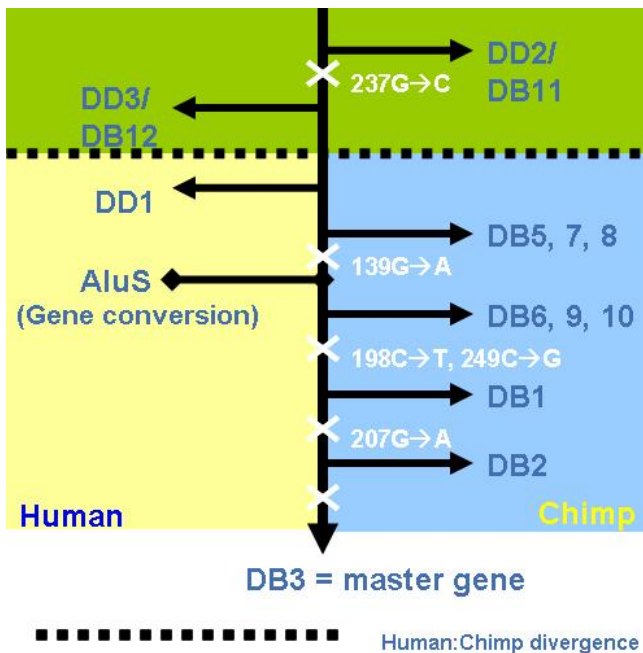 DD2/
DB11
237G→C
DD3/
DB12
DD1
DB5, 7, 8
139G→A
AluS
(Gene conversion)
DB6, 9, 10
198C→T, 249C→G
DB1
207G→A
DB2
Human
Chimp
DB3 = master gene
Human:Chimp divergence